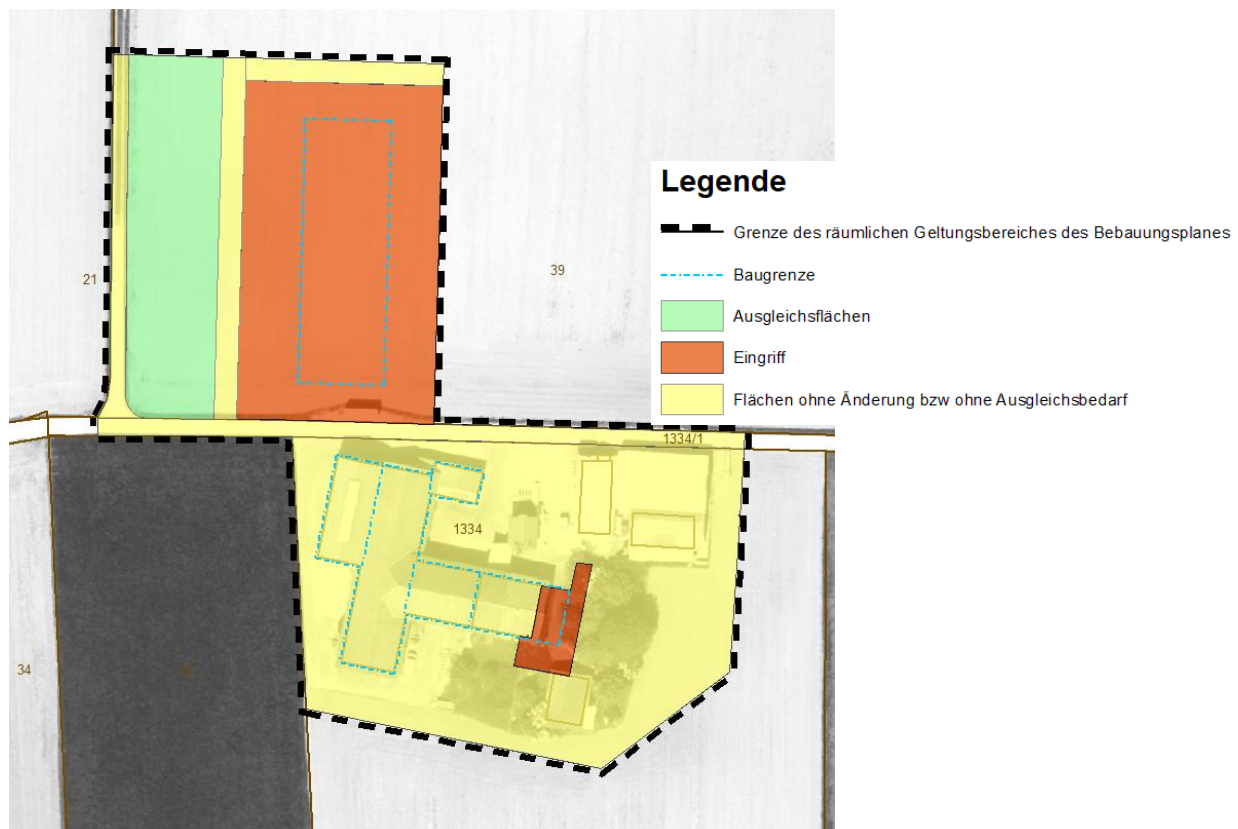 Legende
Grenze des räumlichen Geltungsbereiches des Bebauungsplanes
Baugrenze
Ausgleichsflächen
Eingriff
Flächen ohne Änderung bzw ohne Ausgleichsbedarf
21
39
1334/1
1334
34